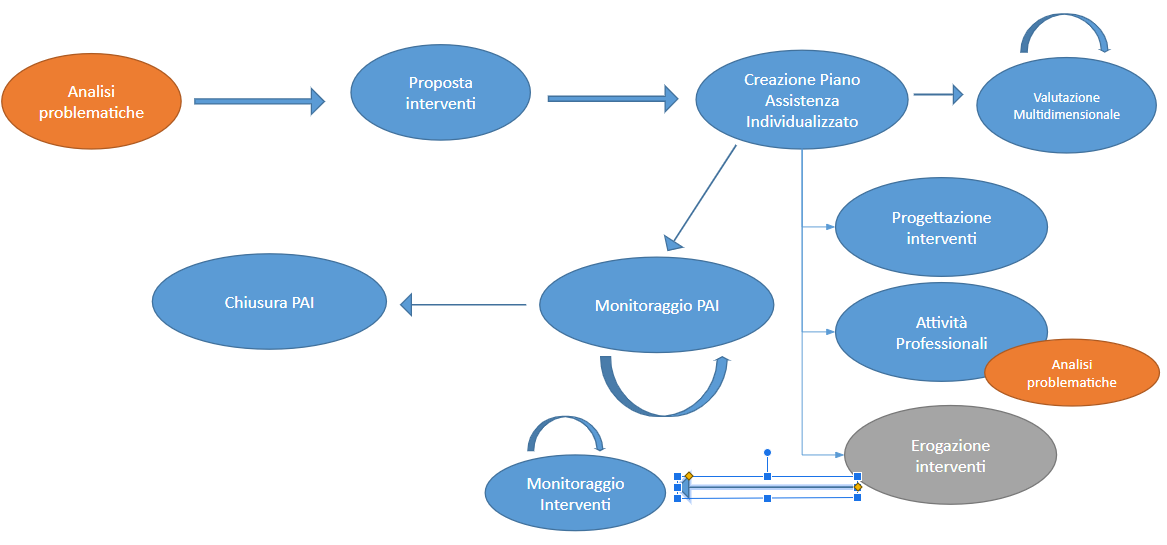 Analisi
problematiche
Proposta
interventi
Creazione Piano
Assistenza
Individualizzato
Valutazione
Multidimensionale
Progettazione
interventi
Chiusura PAI
Monitoraggio PAI
Attività
Professionali
Analisi
problematiche
Erogazione
interventi
Monitoraggio
Interventi